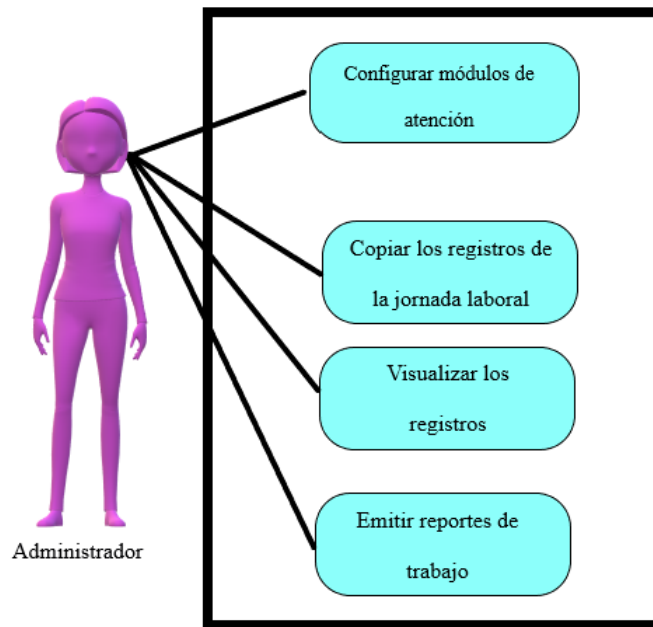 Configurar módulos de
atención
Copiar los registros de
la jornada laboral
Visualizar los
registros
Emitir reportes de
trabajo
Administrador